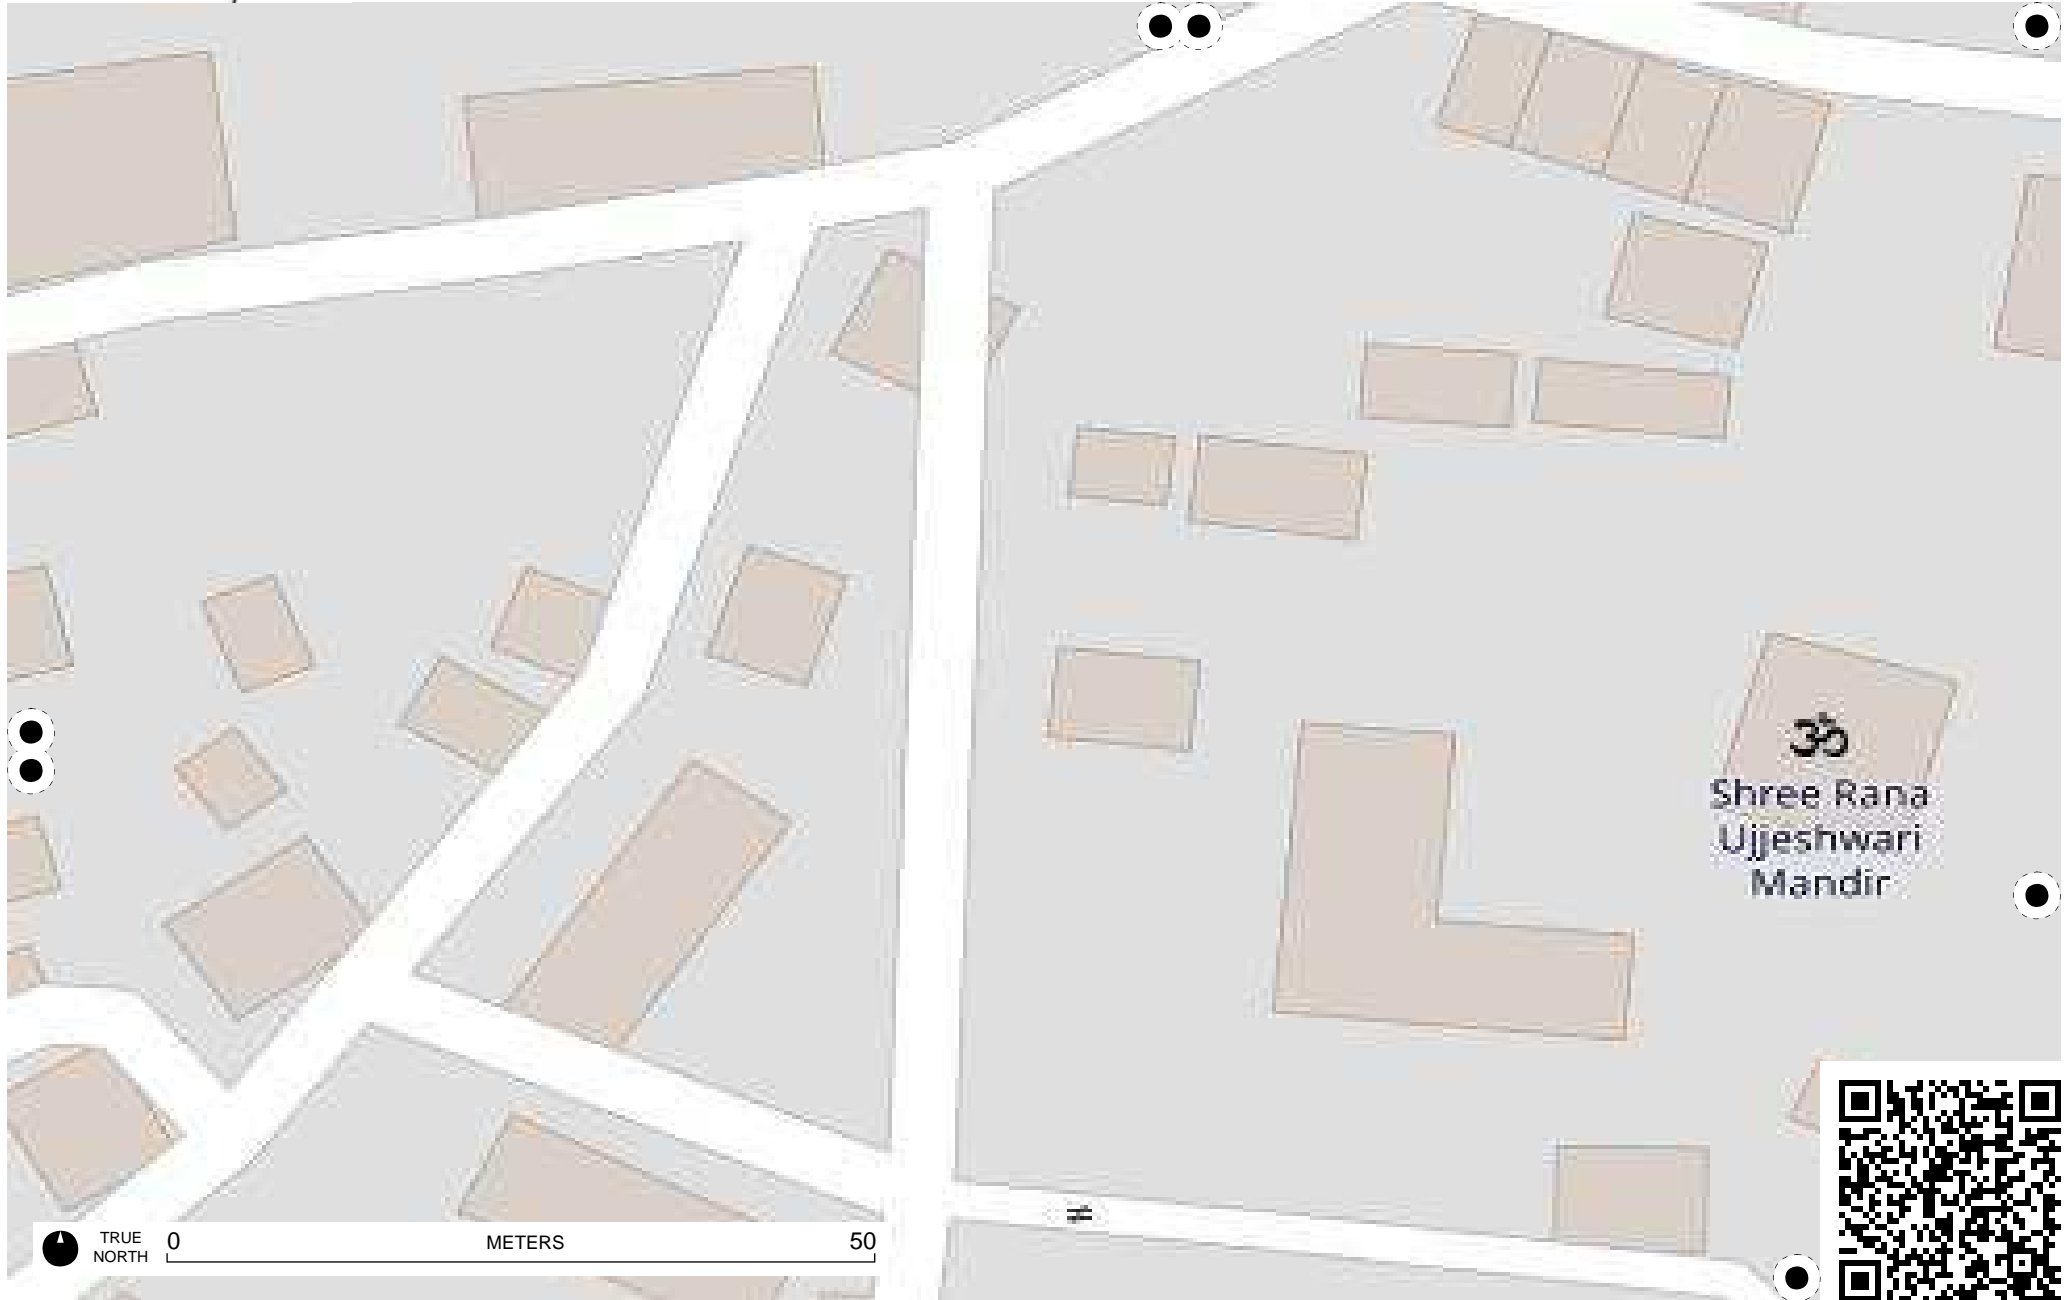 ॐ
Shree Rana
Ujjeshwari
Mandir
TRUE
NORTH
0 METERS 50